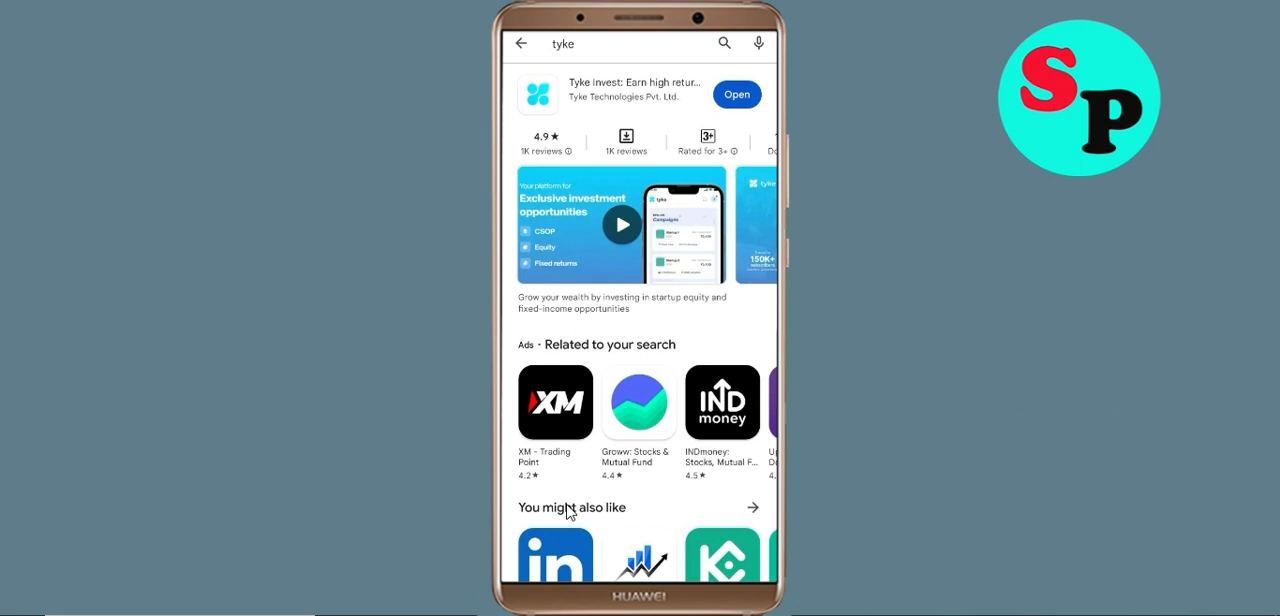 tyke
SP
Tyke Invest: Earn high retur...
Tyke Technologies Pvt. Ltd.
Open
4.9 ★
1K reviews
1K reviews
3+
Rated for 3+
Your platform for
Exclusive investment
opportunities
CSOP
Equity
Fixed returns
tyke
Campaigns
tyke
150K+
Grow your wealth by investing in startup equity and
fixed-income opportunities
Ads · Related to your search
XM
IND
money
XM - Trading
Point
4.2 ★
Groww: Stocks &
Mutual Fund
4.4 ★
INDmoney:
Stocks, Mutual F...
4.5 ★
You might also like
in
HUAWEI